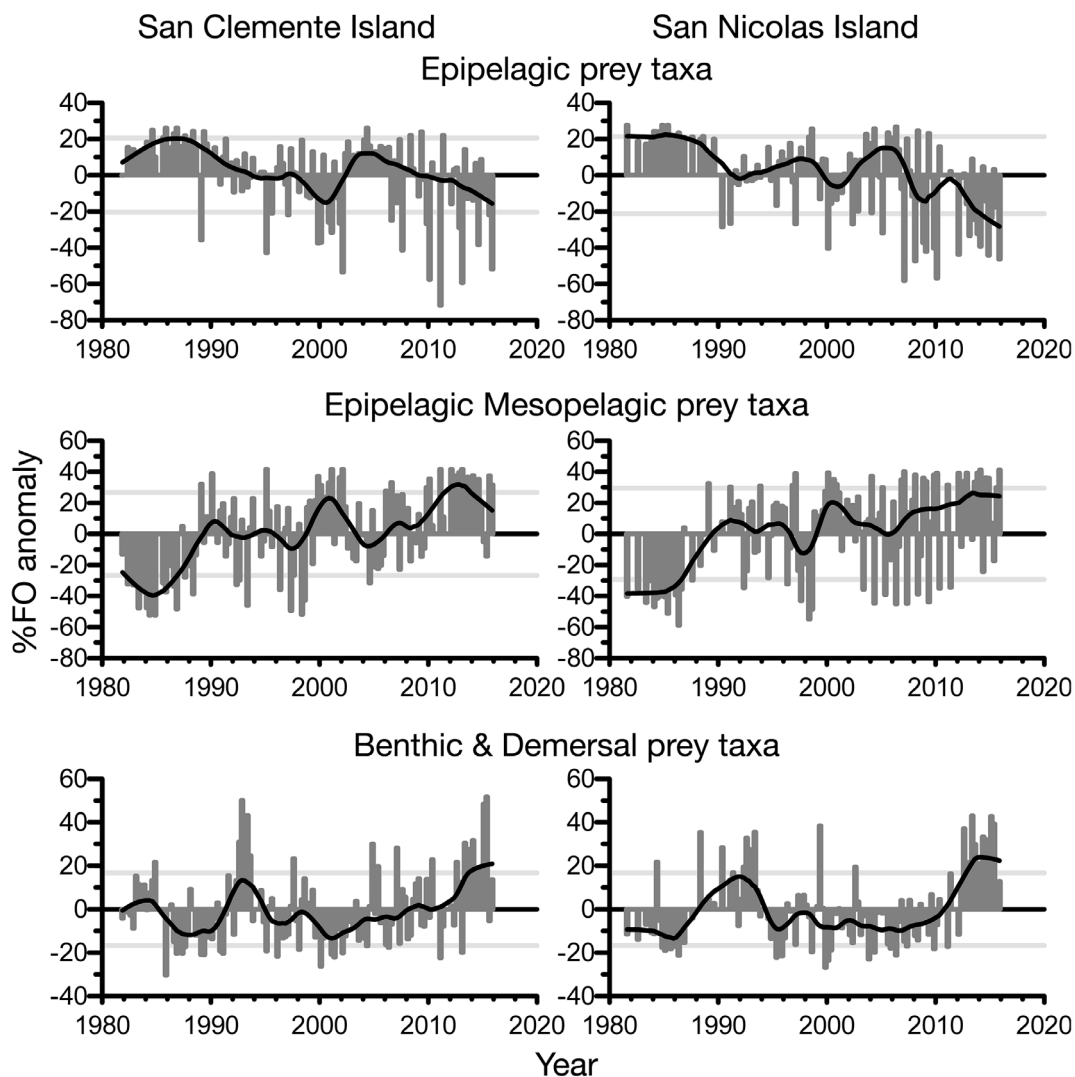 San Clemente Island San Nicolas Island
Epipelagic prey taxa
40 40
20 20
0 0
-20 -20
-40 -40
-60 -60
-80 -80
1980 1990 2000 2010 2020 1980 1990 2000 2010 2020
Epipelagic Mesopelagic prey taxa
%FO anomaly
60 60
40 40
20 20
0 0
-20 -20
-40 -40
-60 -60
-80 -80
1980 1990 2000 2010 2020 1980 1990 2000 2010 2020
Benthic & Demersal prey taxa
60 60
40 40
20 20
0 0
-20 -20
-40 -40
1980 1990 2000 2010 2020 1980 1990 2000 2010 2020
Year